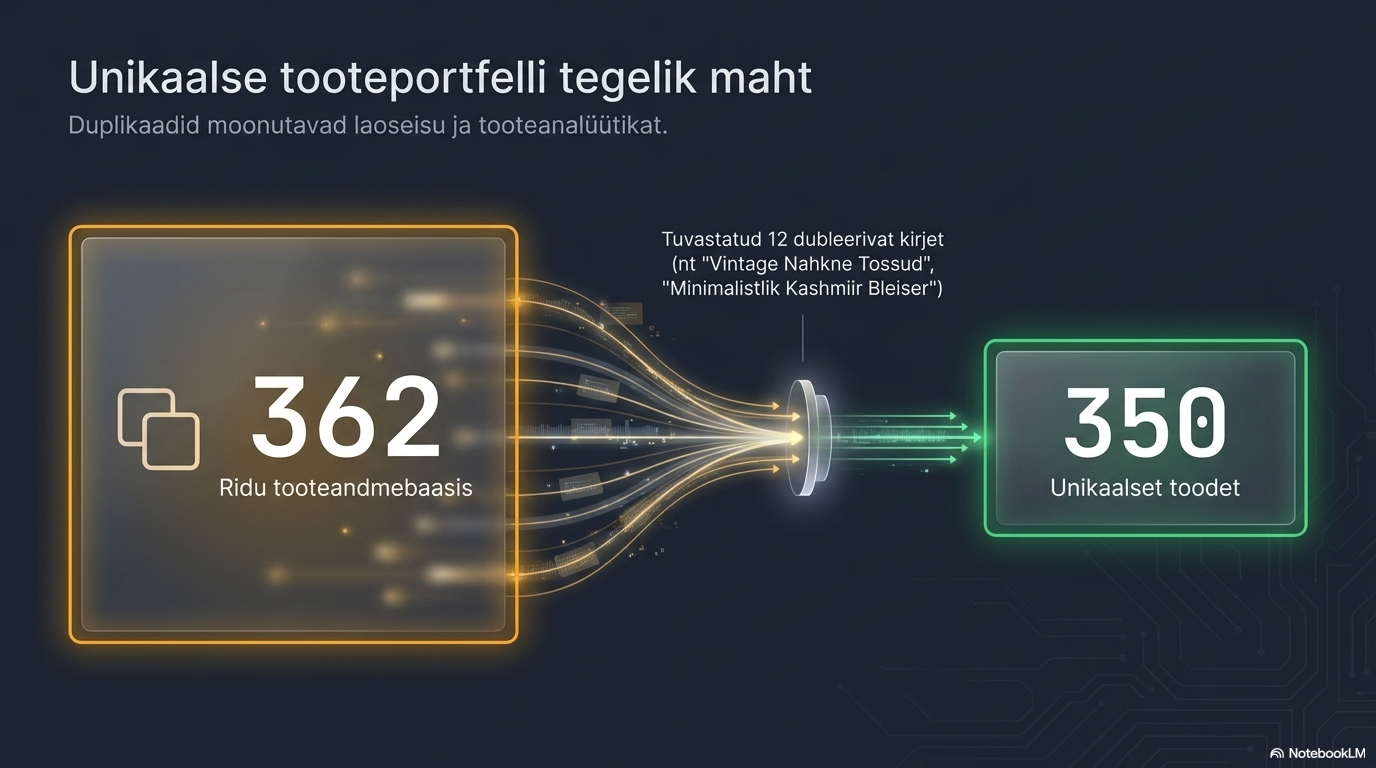 Unikaalse tooteportfelli tegelik maht
Duplikaadid moonutavad laoseisu ja tooteanalüütikat.
Tuvastatud 12 dubleerivat kirjet
(nt "Vintage Nahkne Tossud",
"Minimalistlik Kashmiir Bleiser")
362
Ridu tooteandmebaasis
350
Unikaalset toodet
NotebookLM